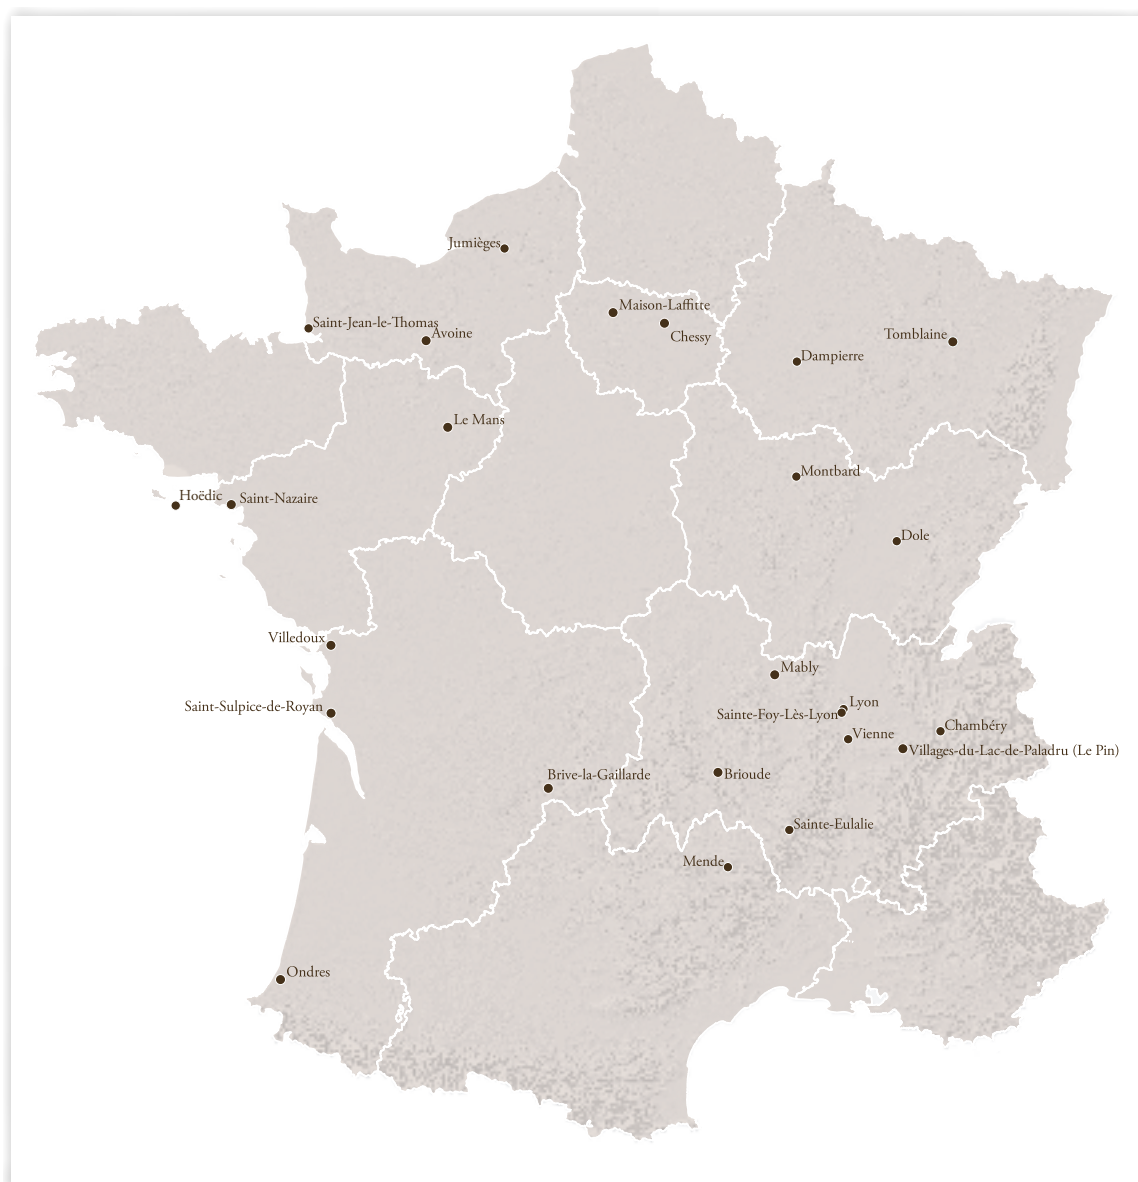 Jumièges
Maison-Laffitte
Saint-Jean-le-Thomas
Avoine
Chessy
Tomblaine
Dampierre
Le Mans
Montbard
Hoëdic
Saint-Nazaire
Dole
Villedoux
Mably
Saint-Sulpice-de-Royan
Lyon
Sainte-Foy-Lès-Lyon
Chambéry
Vienne
Villages-du-Lac-de-Paladru (Le Pin)
Brive-la-Gaillarde
Brioude
Sainte-Eulalie
Mende
Ondres